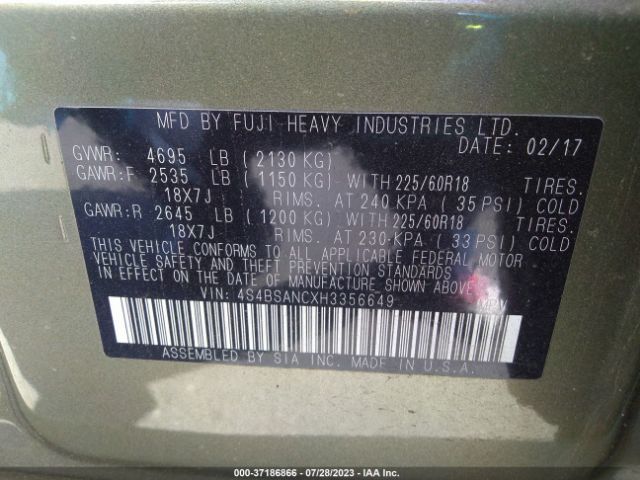 MFD BY FUJI HEAVY INDUSTRIES LTD.
DATE: 02/17
GVWR: 4695 LB (2130 KG)
GAWR:F 2535 LB (1150 KG) WITH 225/60R18 TIRES.
18X7J RIMS. AT 240 KPA (35 PSI) COLD
GAWR:R 2645 LB (1200 KG) WITH 225/60R18 TIRES.
18X7J RIMS. AT 230 KPA (33 PSI) COLD
THIS VEHICLE CONFORMS TO ALL APPLICABLE FEDERAL MOTOR
VEHICLE SAFETY AND THEFT PREVENTION STANDARDS
IN EFFECT ON THE DATE OF MANUFACTURE SHOWN ABOVE.
VIN: 4S4BSANCXH3356649 MPV
ASSEMBLED BY SIA INC. MADE IN U.S.A.
000-37186866 - 07/28/2023 - IAA Inc.